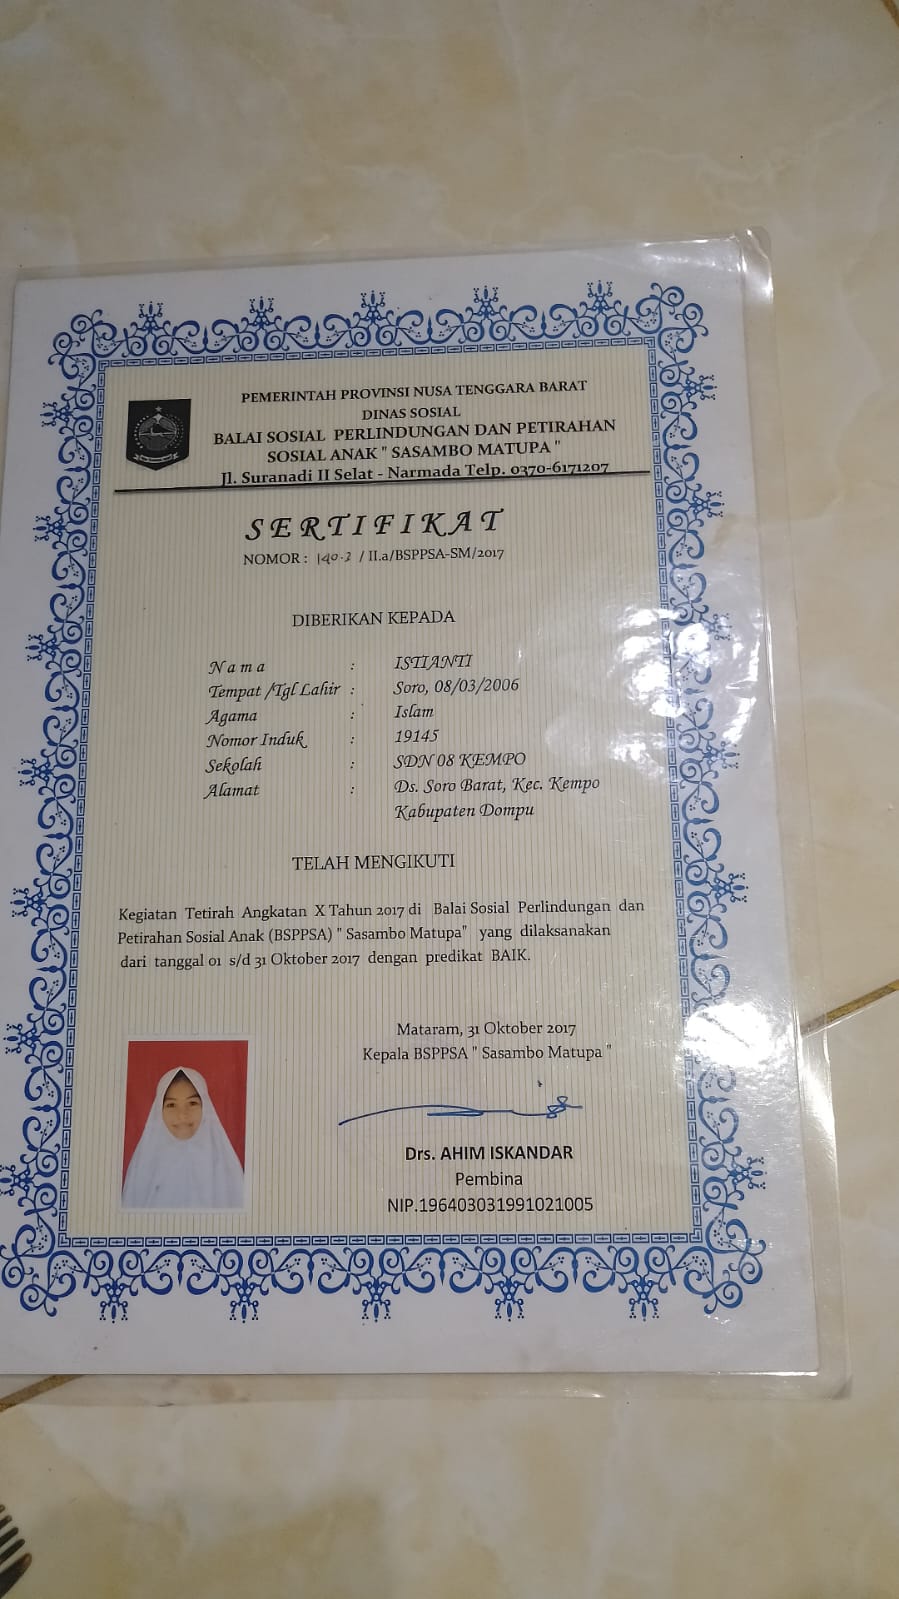 PEMERINTAH PROVINSI NUSA TENGGARA BARAT
DINAS SOSIAL
BALAI SOSIAL PERLINDUNGAN DAN PETIRAHAN
SOSIAL ANAK " SASAMBO MATUPA "
Jl. Suranadi II Selat - Narmada Telp. 0370-6171207
SERTIFIKAT
NOMOR : 140.3 / II.a/BSPPSA-SM/2017
DIBERIKAN KEPADA
Nama : ISTIANTI
Tempat /Tgl Lahir : Soro, 08/03/2006
Agama : Islam
Nomor Induk : 19145
Sekolah : SDN 08 KEMPO
Alamat : Ds. Soro Barat, Kec. Kempo
Kabupaten Dompu
TELAH MENGIKUTI
Kegiatan Tetirah Angkatan X Tahun 2017 di Balai Sosial Perlindungan dan
Petirahan Sosial Anak (BSPPSA) " Sasambo Matupa" yang dilaksanakan
dari tanggal 01 s/d 31 Oktober 2017 dengan predikat BAIK.
Mataram, 31 Oktober 2017
Kepala BSPPSA " Sasambo Matupa "
Drs. AHIM ISKANDAR
Pembina
NIP.196403031991021005